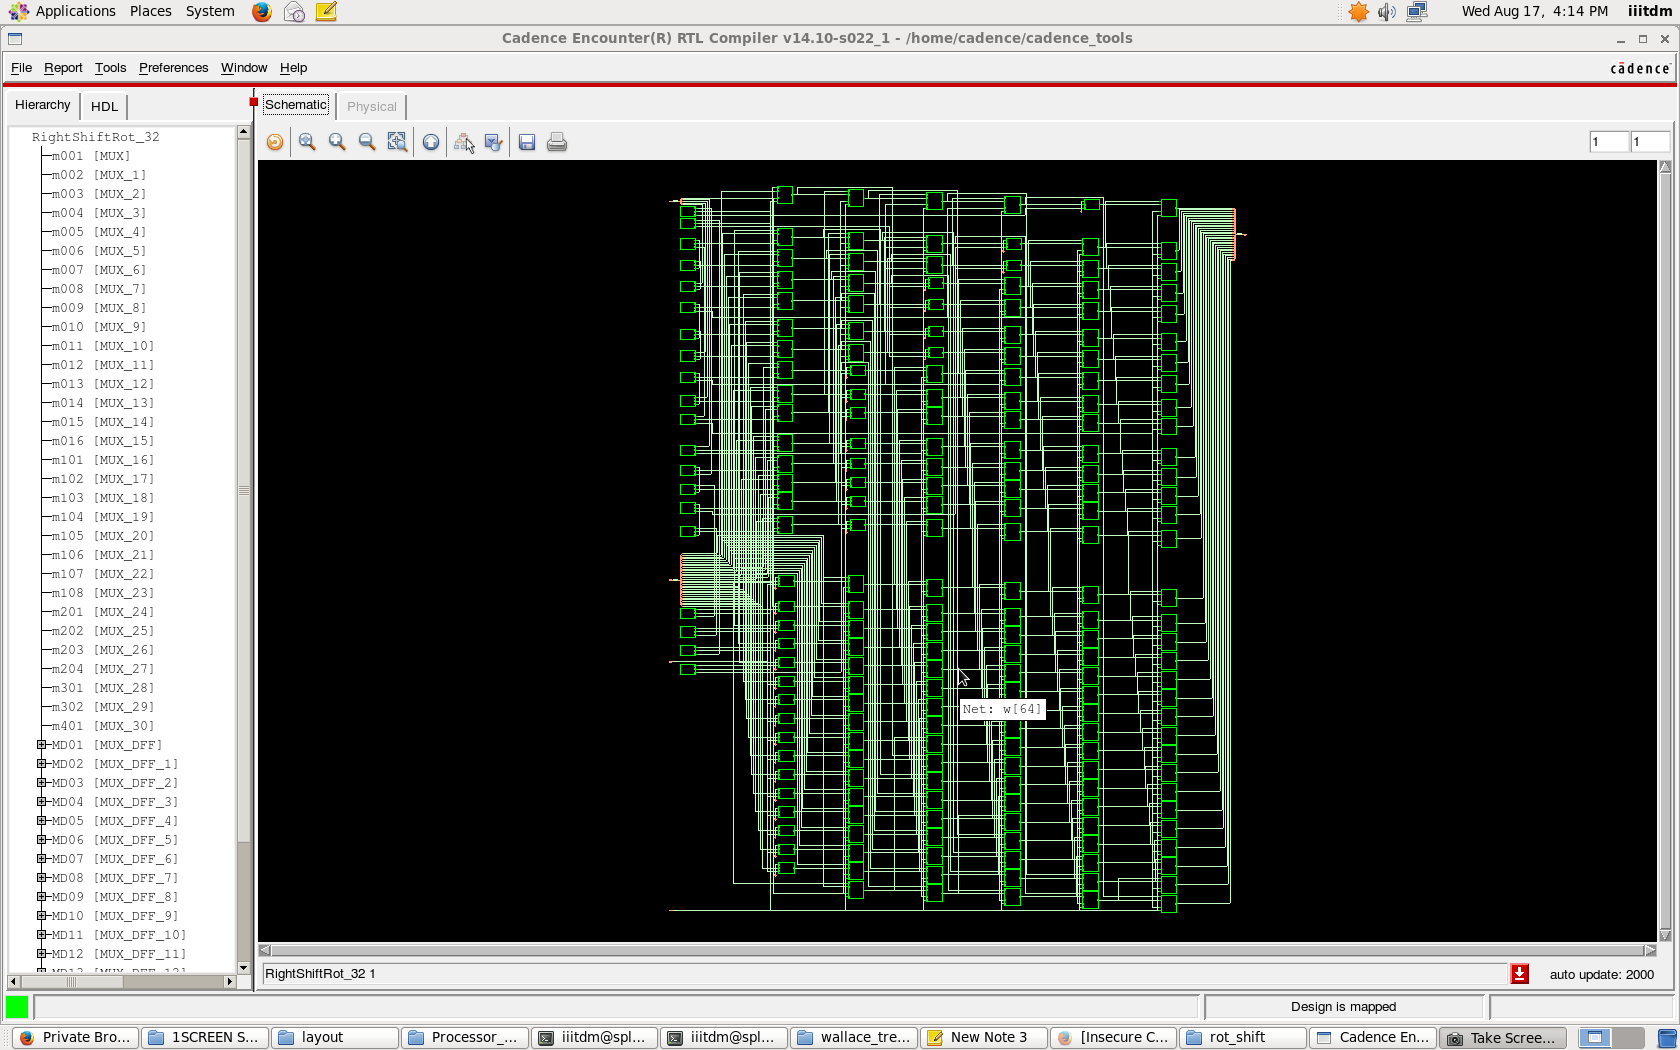 Applications Places System Wed Aug 17, 4:14 PM iiitdm
Cadence Encounter(R) RTL Compiler v14.10-s022_1 - /home/cadence/cadence_tools
File Report Tools Preferences Window Help cādence
Hierarchy HDL Schematic Physical
1 1
RightShiftRot_32
m001 [MUX]
m002 [MUX_1]
m003 [MUX_2]
m004 [MUX_3]
m005 [MUX_4]
m006 [MUX_5]
m007 [MUX_6]
m008 [MUX_7]
m009 [MUX_8]
m010 [MUX_9]
m011 [MUX_10]
m012 [MUX_11]
m013 [MUX_12]
m014 [MUX_13]
m015 [MUX_14]
m016 [MUX_15]
m101 [MUX_16]
m102 [MUX_17]
m103 [MUX_18]
m104 [MUX_19]
m105 [MUX_20]
m106 [MUX_21]
m107 [MUX_22]
m108 [MUX_23]
m201 [MUX_24]
m202 [MUX_25]
m203 [MUX_26]
m204 [MUX_27]
m301 [MUX_28]
m302 [MUX_29]
m401 [MUX_30]
MD01 [MUX_DFF]
MD02 [MUX_DFF_1]
MD03 [MUX_DFF_2]
MD04 [MUX_DFF_3]
MD05 [MUX_DFF_4]
MD06 [MUX_DFF_5]
MD07 [MUX_DFF_6]
MD08 [MUX_DFF_7]
MD09 [MUX_DFF_8]
MD10 [MUX_DFF_9]
MD11 [MUX_DFF_10]
MD12 [MUX_DFF_11]
Net: w[64]
RightShiftRot_32 1 auto update: 2000
Design is mapped
Private Bro... 1SCREEN S... layout Processor_... iiitdm@spl... iiitdm@spl... wallace_tre... New Note 3 [Insecure C... rot_shift Cadence En... Take Scree...